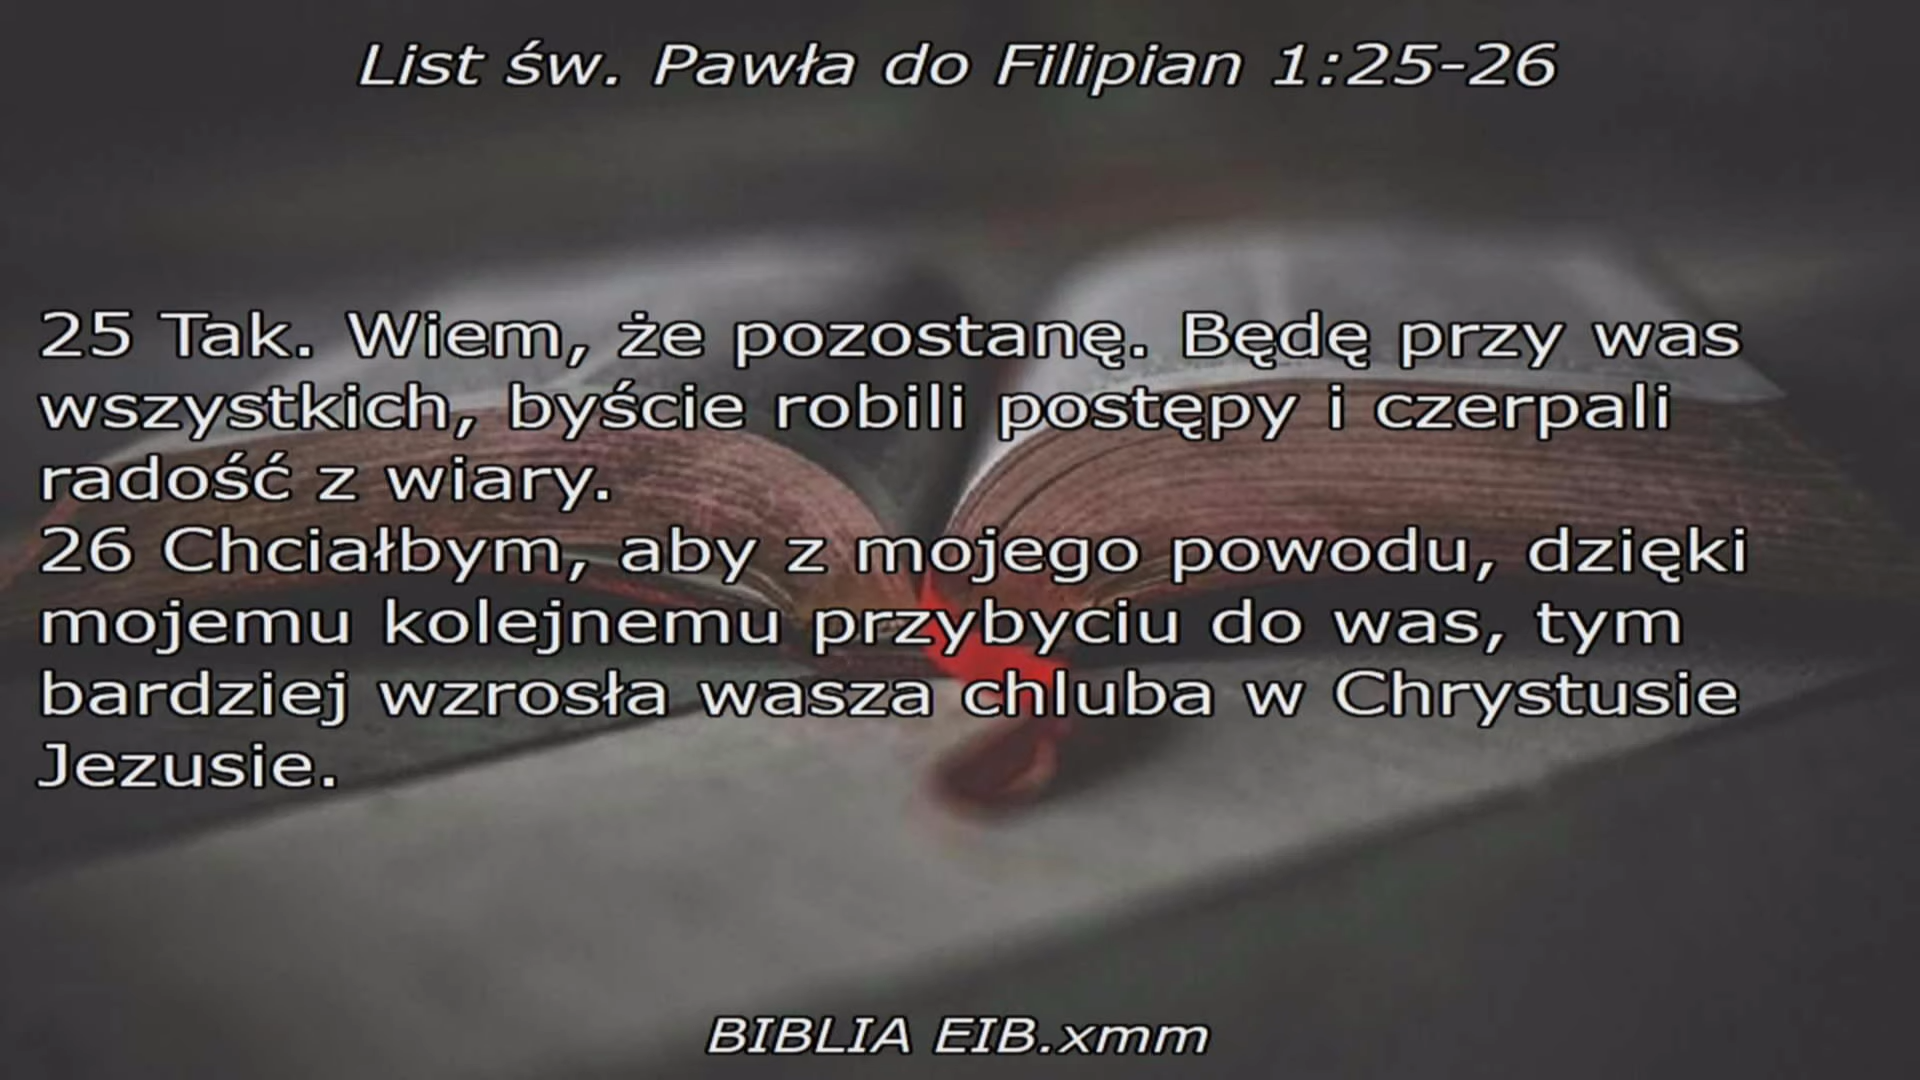 List św. Pawła do Filipian 1:25-26
25 Tak. Wiem, że pozostanę. Będę przy was
wszystkich, byście robili postępy i czerpali
radość z wiary.
26 Chciałbym, aby z mojego powodu, dzięki
mojemu kolejnemu przybyciu do was, tym
bardziej wzrosła wasza chluba w Chrystusie
Jezusie.
BIBLIA EIB.xmm